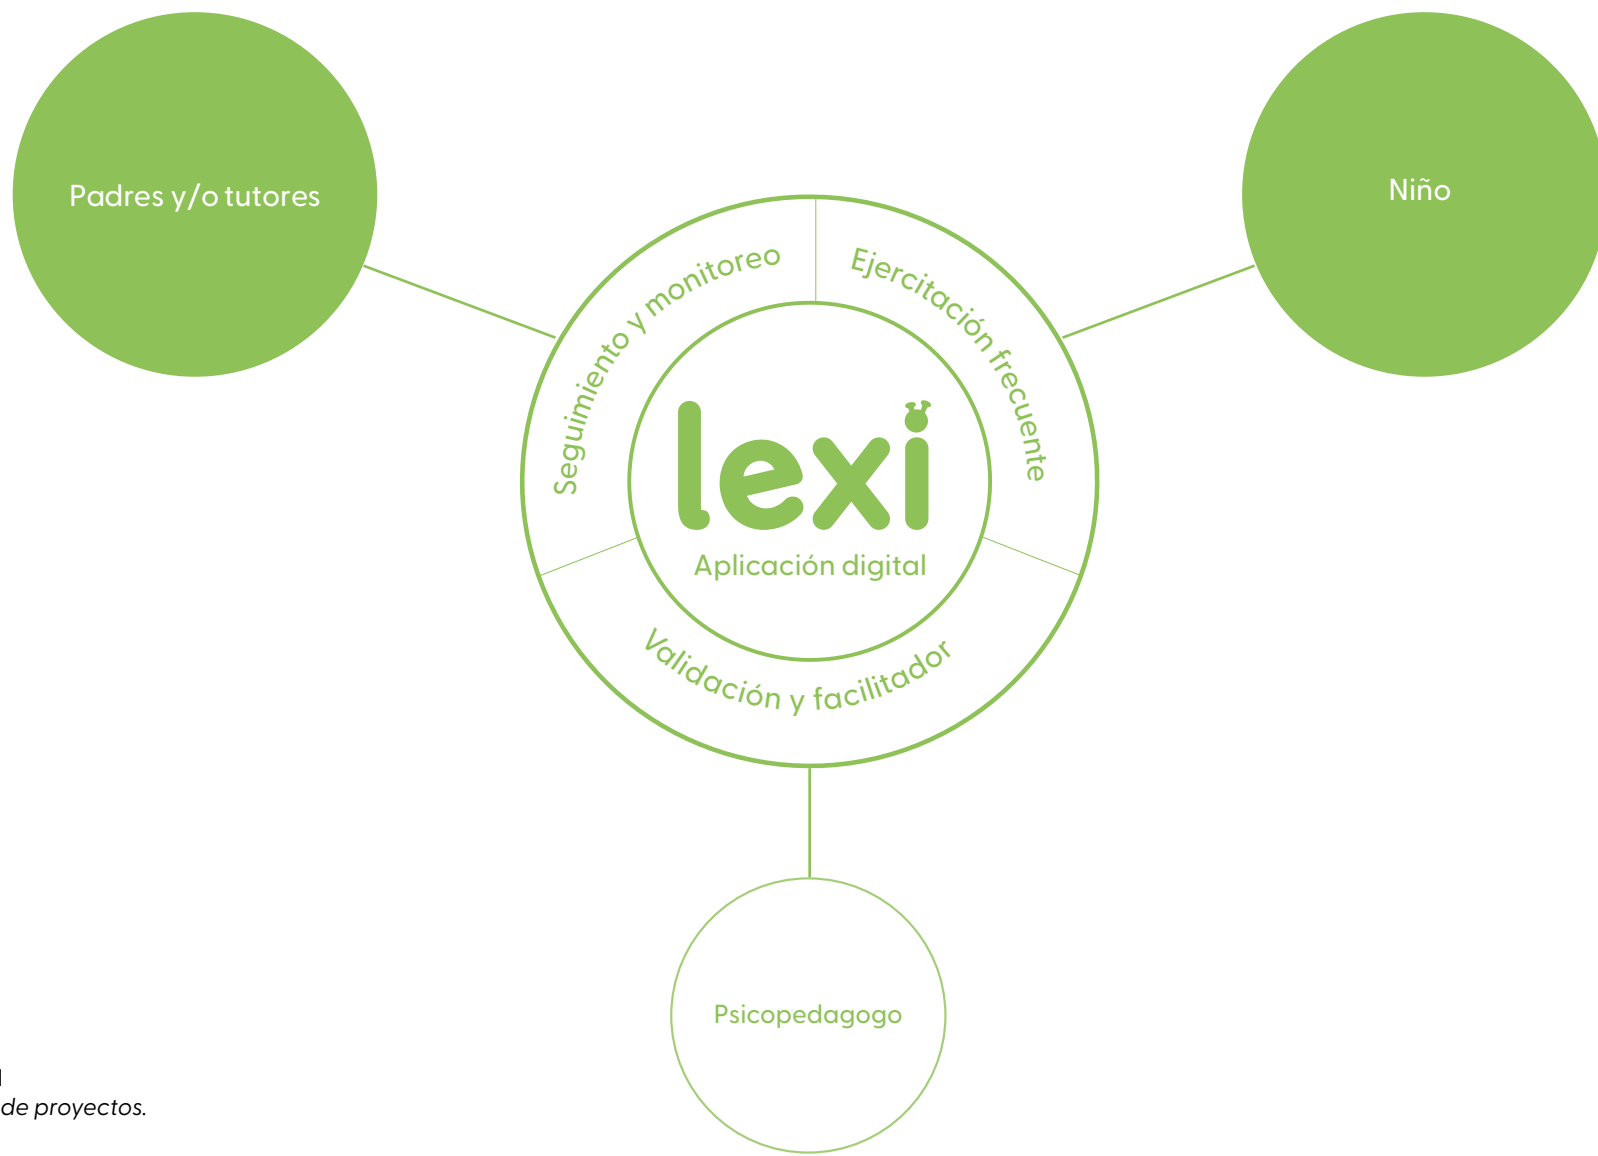 Padres y/o tutores
Niño
Seguimiento y monitoreo
Ejercitación frecuente
lexi
Aplicación digital
Validación y facilitador
Psicopedagogo
de proyectos.